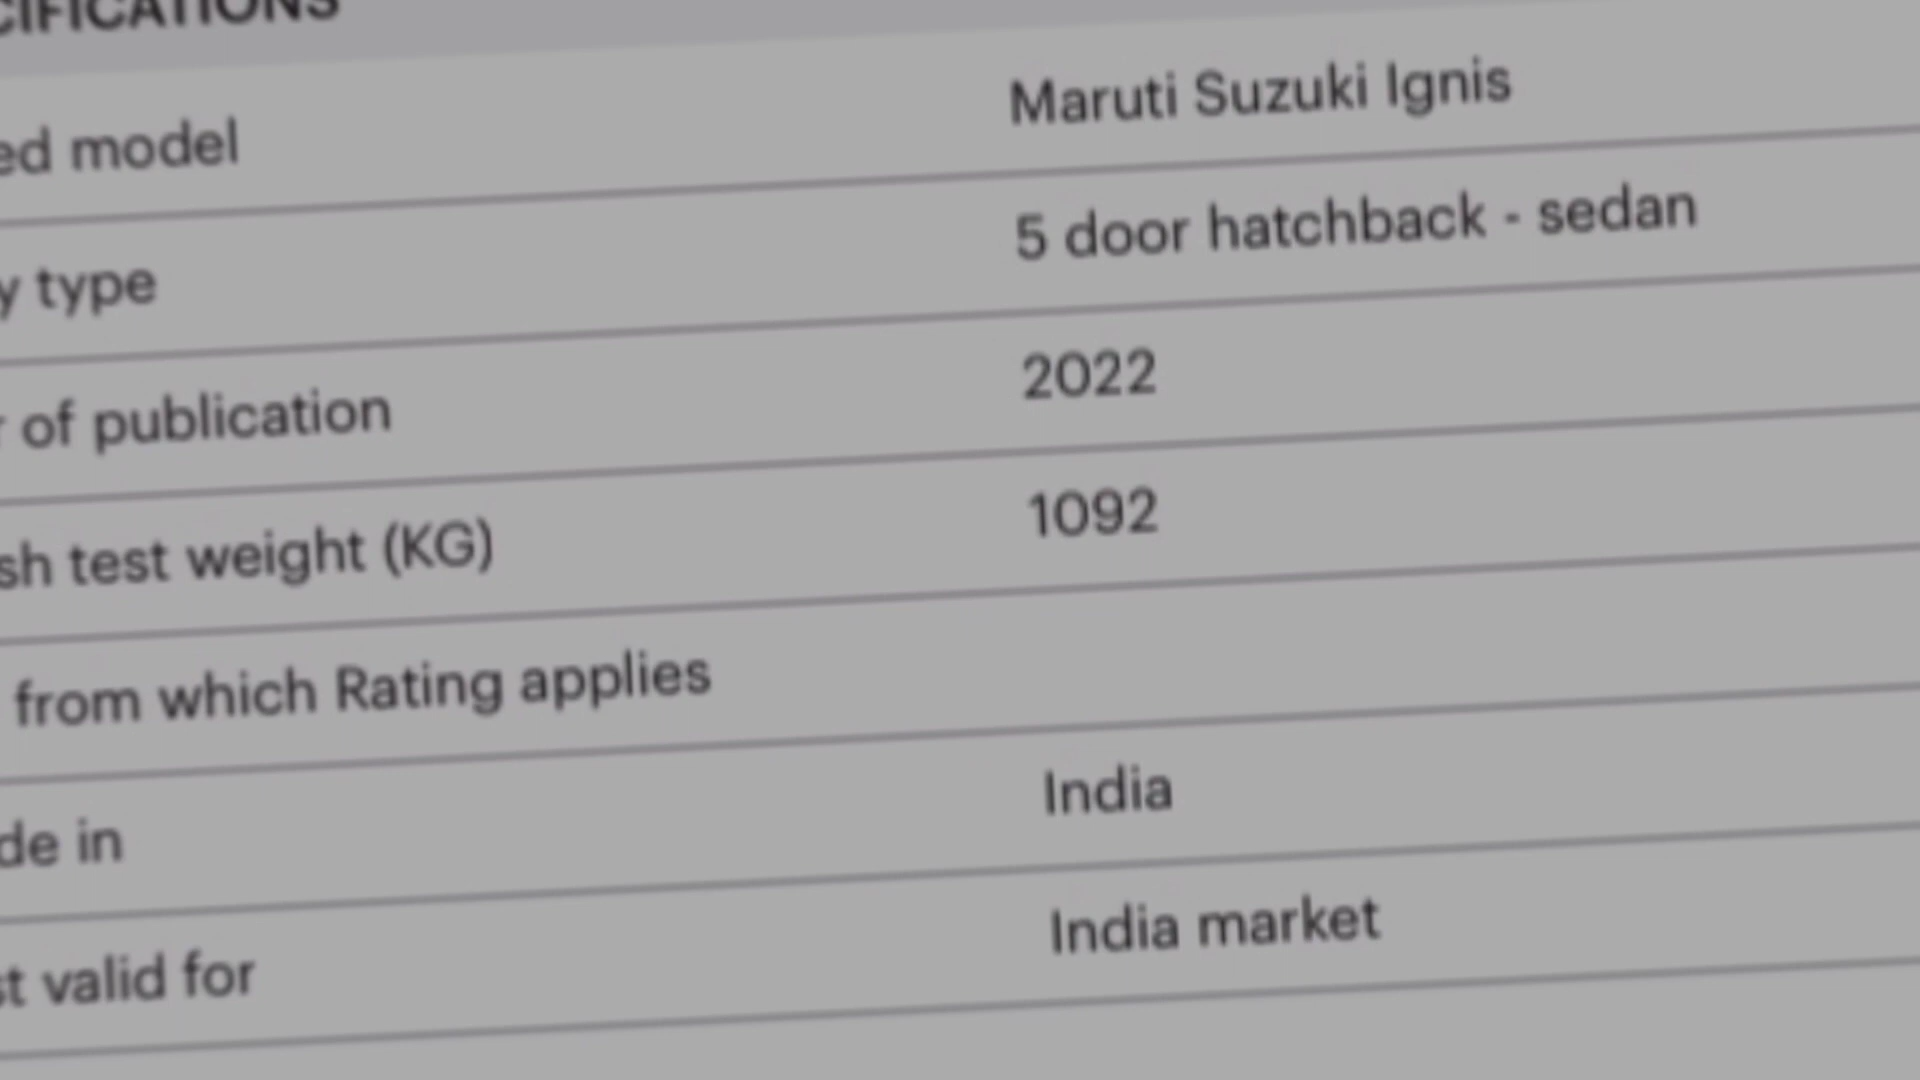 CIFICATIONS
ed model Maruti Suzuki Ignis
y type 5 door hatchback - sedan
r of publication 2022
sh test weight (KG) 1092
from which Rating applies
de in India
st valid for India market